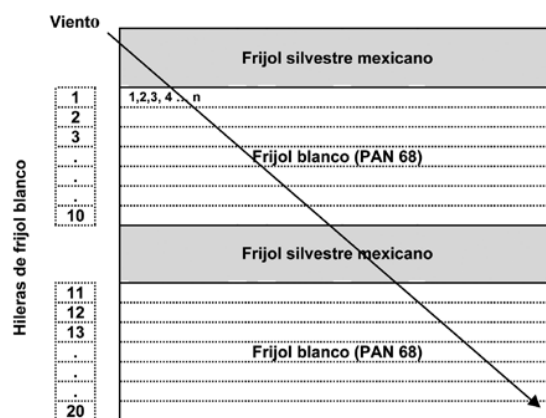 Viento
Frijol silvestre mexicano
1
1,2,3, 4 ... n
2
3
Frijol blanco (PAN 68)
.
.
.
10
Frijol silvestre mexicano
Hileras de frijol blanco
11
12
13
Frijol blanco (PAN 68)
.
.
.
20